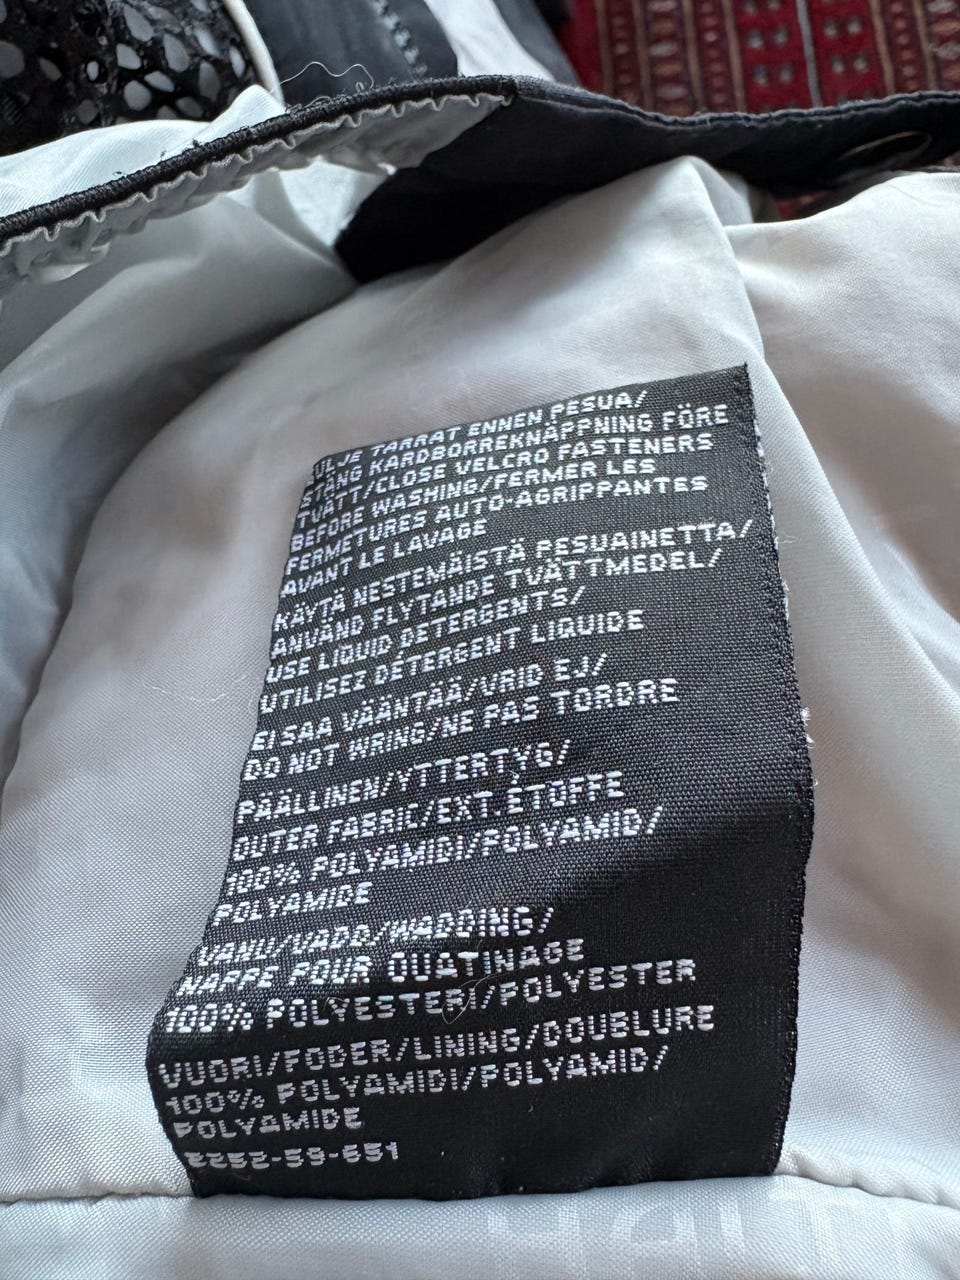 SULJE TARRAT ENNEN PESUA/
STÄNG KARDBORREKNÄPPNING FÖRE
TVÄTT/CLOSE VELCRO FASTENERS
BEFORE WASHING/FERMER LES
FERMETURES AUTO-AGRIPPANTES
AVANT LE LAVAGE
KÄYTÄ NESTEMÄISTÄ PESUAINETTA/
ANVÄND FLYTANDE TVÄTTMEDEL/
USE LIQUID DETERGENTS/
UTILISEZ DÉTERGENT LIQUIDE
EI SAA VÄÄNTÄÄ/VRID EJ/
DO NOT WRING/NE PAS TORDRE
PÄÄLLINEN/YTTERTYG/
OUTER FABRIC/EXT.ÉTOFFE
100% POLYAMIDI/POLYAMID/
POLYAMIDE
VANU/VADD/WADDING/
NAPPE POUR OUATINAGE
100% POLYESTERI/POLYESTER
VUORI/FODER/LINING/DOUBLURE
100% POLYAMIDI/POLYAMID/
POLYAMIDE